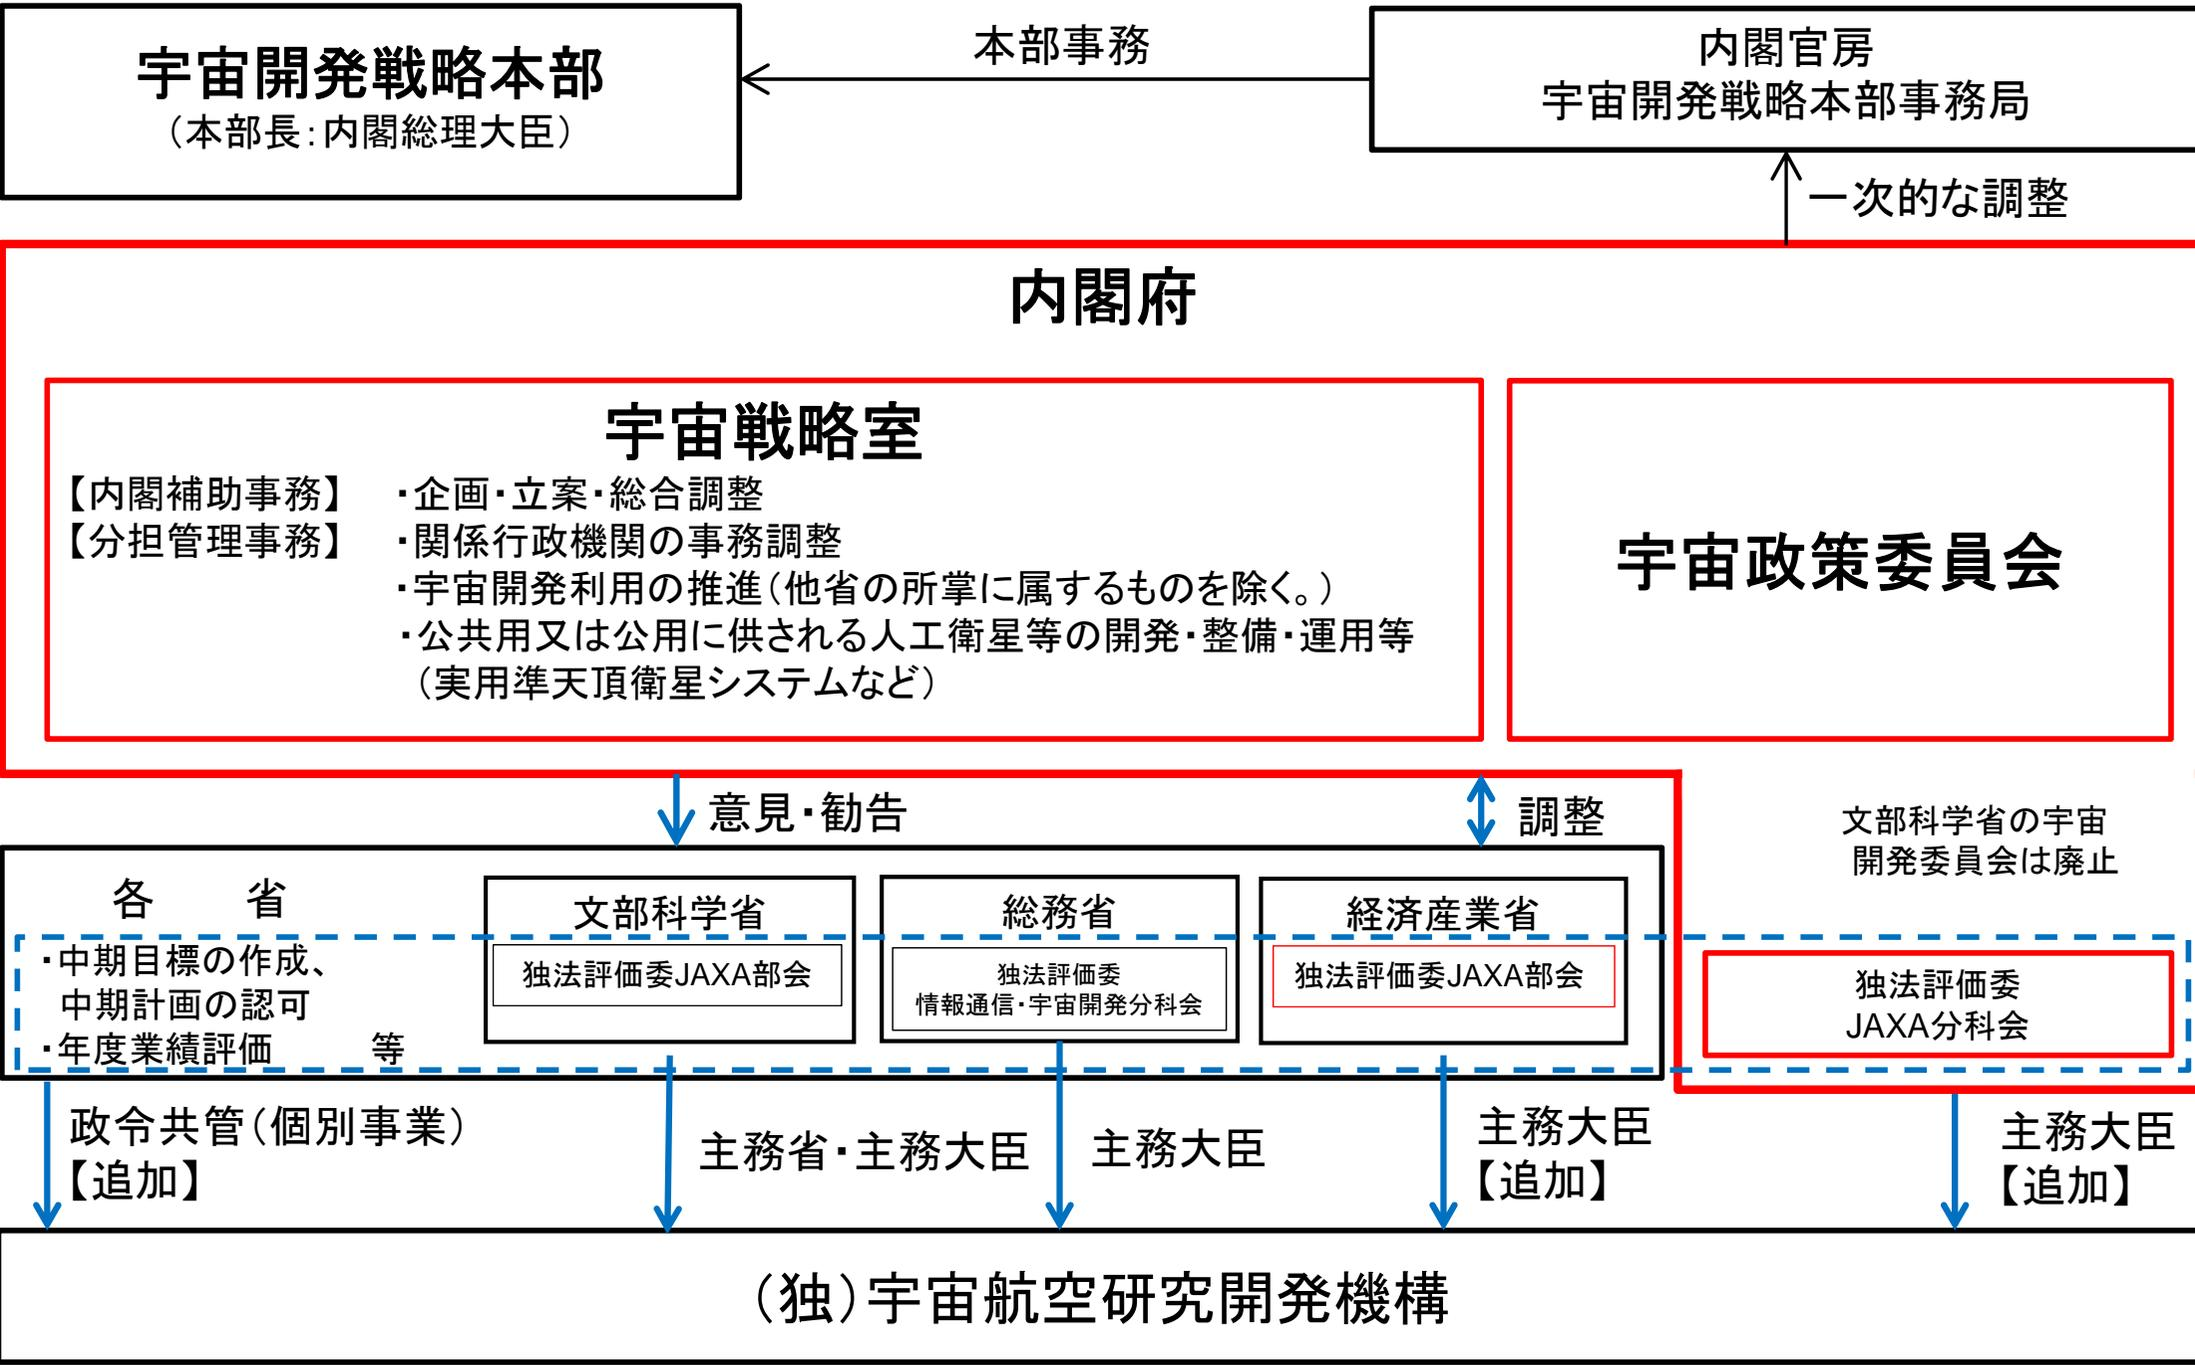 宇宙開発戦略本部
（本部長：内閣総理大臣）
本部事務
内閣官房
宇宙開発戦略本部事務局
一次的な調整
内閣府
宇宙戦略室
【内閣補助事務】 ・企画・立案・総合調整
【分担管理事務】 ・関係行政機関の事務調整
・宇宙開発利用の推進（他省の所掌に属するものを除く。）
・公共用又は公用に供される人工衛星等の開発・整備・運用等
（実用準天頂衛星システムなど）
宇宙政策委員会
意見・勧告
調整
文部科学省の宇宙
開発委員会は廃止
各 省
・中期目標の作成、
中期計画の認可
・年度業績評価 等
文部科学省
独法評価委JAXA部会
総務省
独法評価委
情報通信・宇宙開発分科会
経済産業省
独法評価委JAXA部会
独法評価委
JAXA分科会
政令共管（個別事業）
【追加】
主務省・主務大臣
主務大臣
主務大臣
【追加】
主務大臣
【追加】
（独）宇宙航空研究開発機構